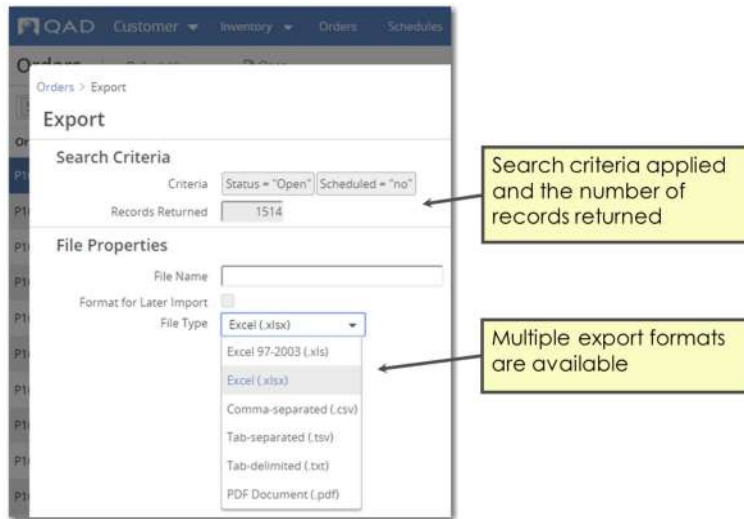 QAD Customer Inventory Orders Schedules
Orders > Export
Export
Search Criteria
Criteria Status = "Open" Scheduled = "no"
Records Returned 1514
File Properties
File Name
Format for Later Import
File Type Excel (.xlsx)
Excel 97-2003 (.xls)
Excel (.xlsx)
Comma-separated (.csv)
Tab-separated (.tsv)
Tab-delimited (.txt)
PDF Document (.pdf)
Search criteria applied
and the number of
records returned
Multiple export formats
are available